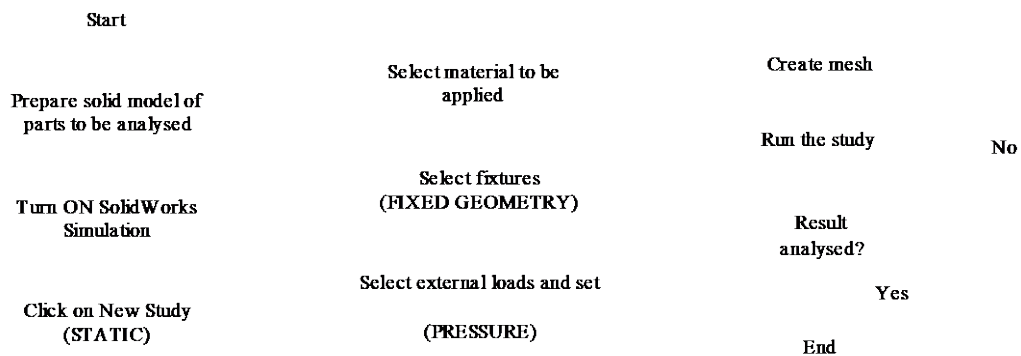 Start
Prepare solid model of
parts to be analysed
Turn ON SolidWorks
Simulation
Click on New Study
(STATIC)
Select material to be
applied
Select fixtures
(FIXED GEOMETRY)
Select external loads and set
(PRESSURE)
Create mesh
Run the study
No
Result
analysed?
Yes
End